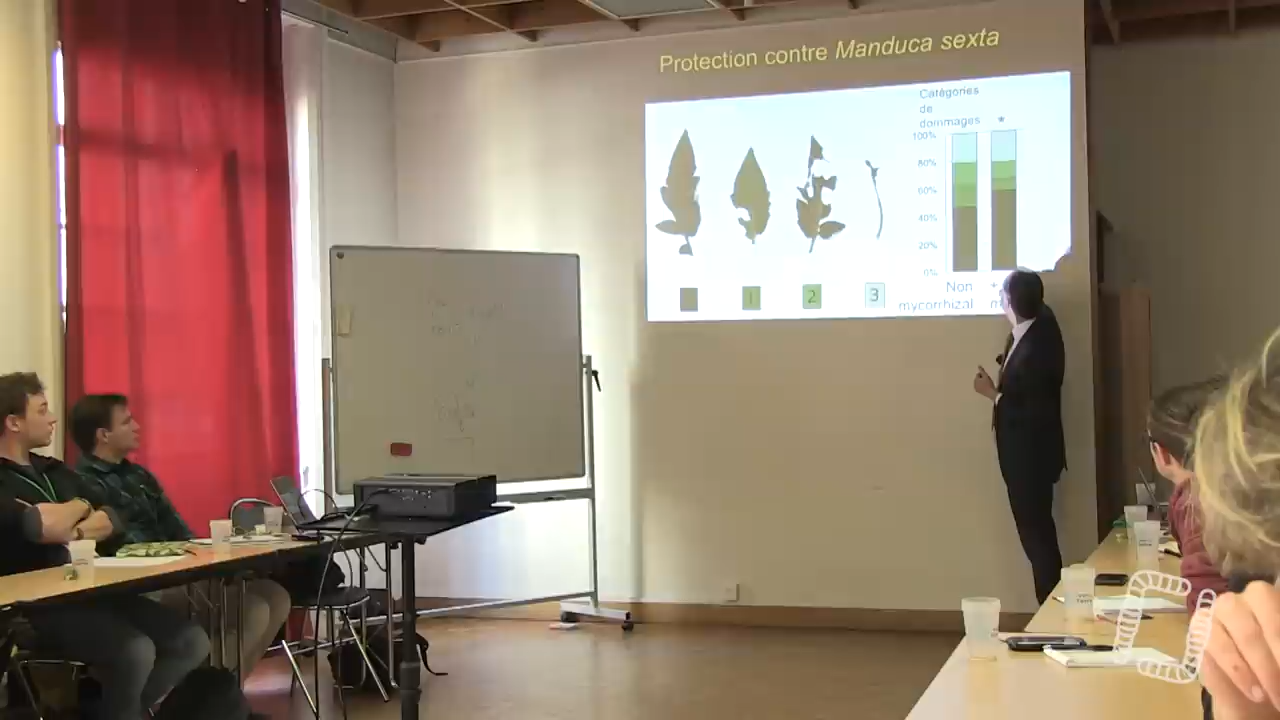 Protection contre Manduca sexta
Catégories
de
dommages
*
100%
80%
60%
40%
20%
0%
1
2
3
Non
mycorrhizal